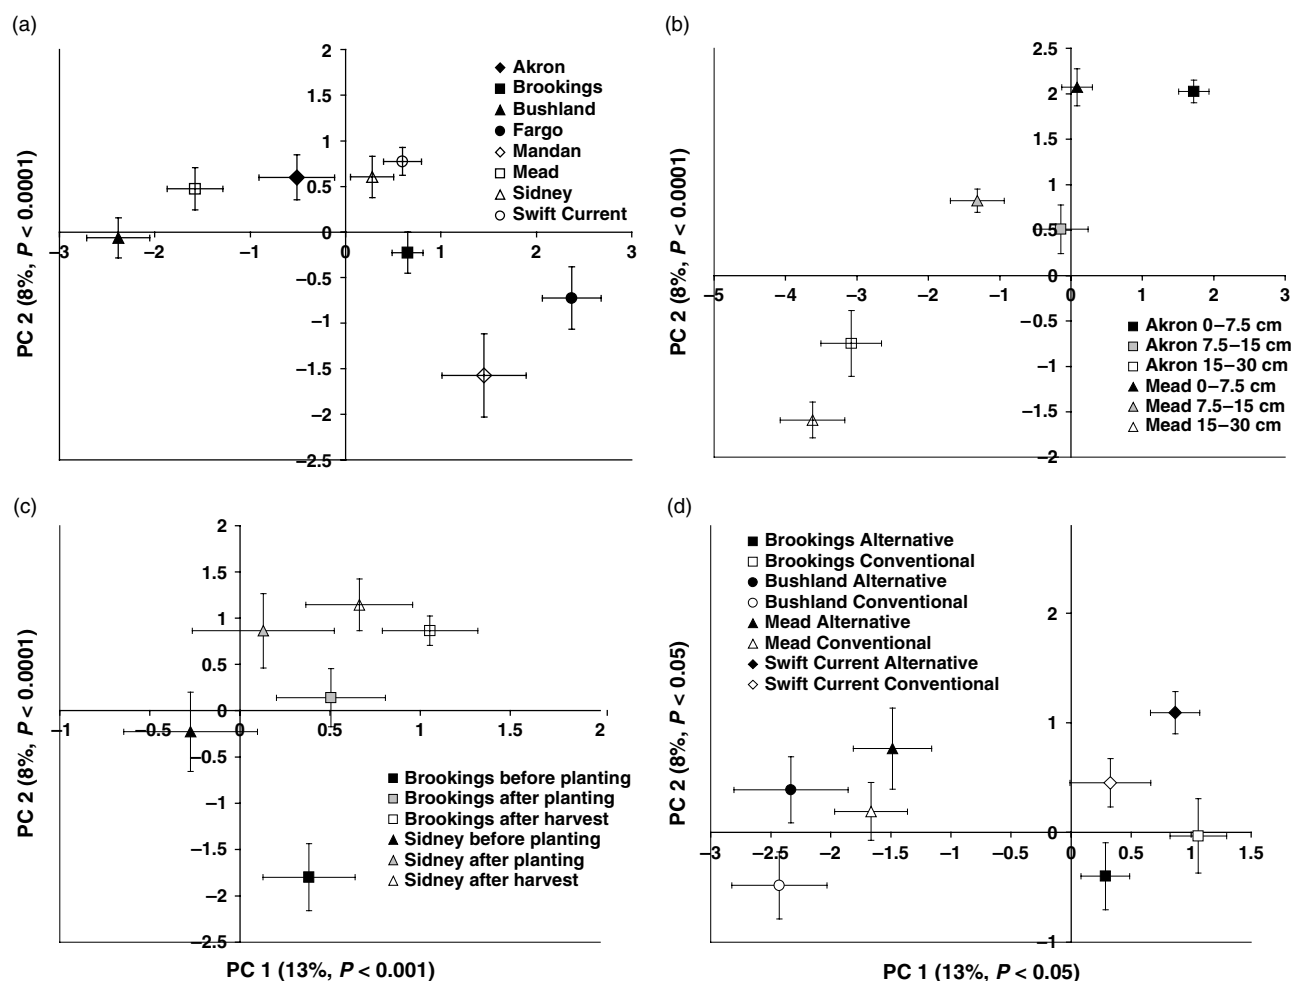 (a)
PC 2 (8%, P < 0.0001)
2
1.5
1
0.5
0
−0.5
−1
−1.5
−2
−2.5
−3
−2
−1
0
1
2
3
Akron
Brookings
Bushland
Fargo
Mandan
Mead
Sidney
Swift Current
(b)
PC 2 (8%, P < 0.0001)
2.5
2
1.5
1
0.5
0
−0.5
−1
−1.5
−2
−5
−4
−3
−2
−1
0
1
2
3
Akron 0−7.5 cm
Akron 7.5−15 cm
Akron 15−30 cm
Mead 0−7.5 cm
Mead 7.5−15 cm
Mead 15−30 cm
(c)
PC 2 (8%, P < 0.0001)
2
1.5
1
0.5
0
−0.5
−1
−1.5
−2
−2.5
−1
−0.5
0
0.5
1
1.5
2
Brookings before planting
Brookings after planting
Brookings after harvest
Sidney before planting
Sidney after planting
Sidney after harvest
PC 1 (13%, P < 0.001)
(d)
PC 2 (8%, P < 0.05)
2
1
0
−1
−3
−2.5
−2
−1.5
−1
−0.5
0
0.5
1
1.5
Brookings Alternative
Brookings Conventional
Bushland Alternative
Bushland Conventional
Mead Alternative
Mead Conventional
Swift Current Alternative
Swift Current Conventional
PC 1 (13%, P < 0.05)